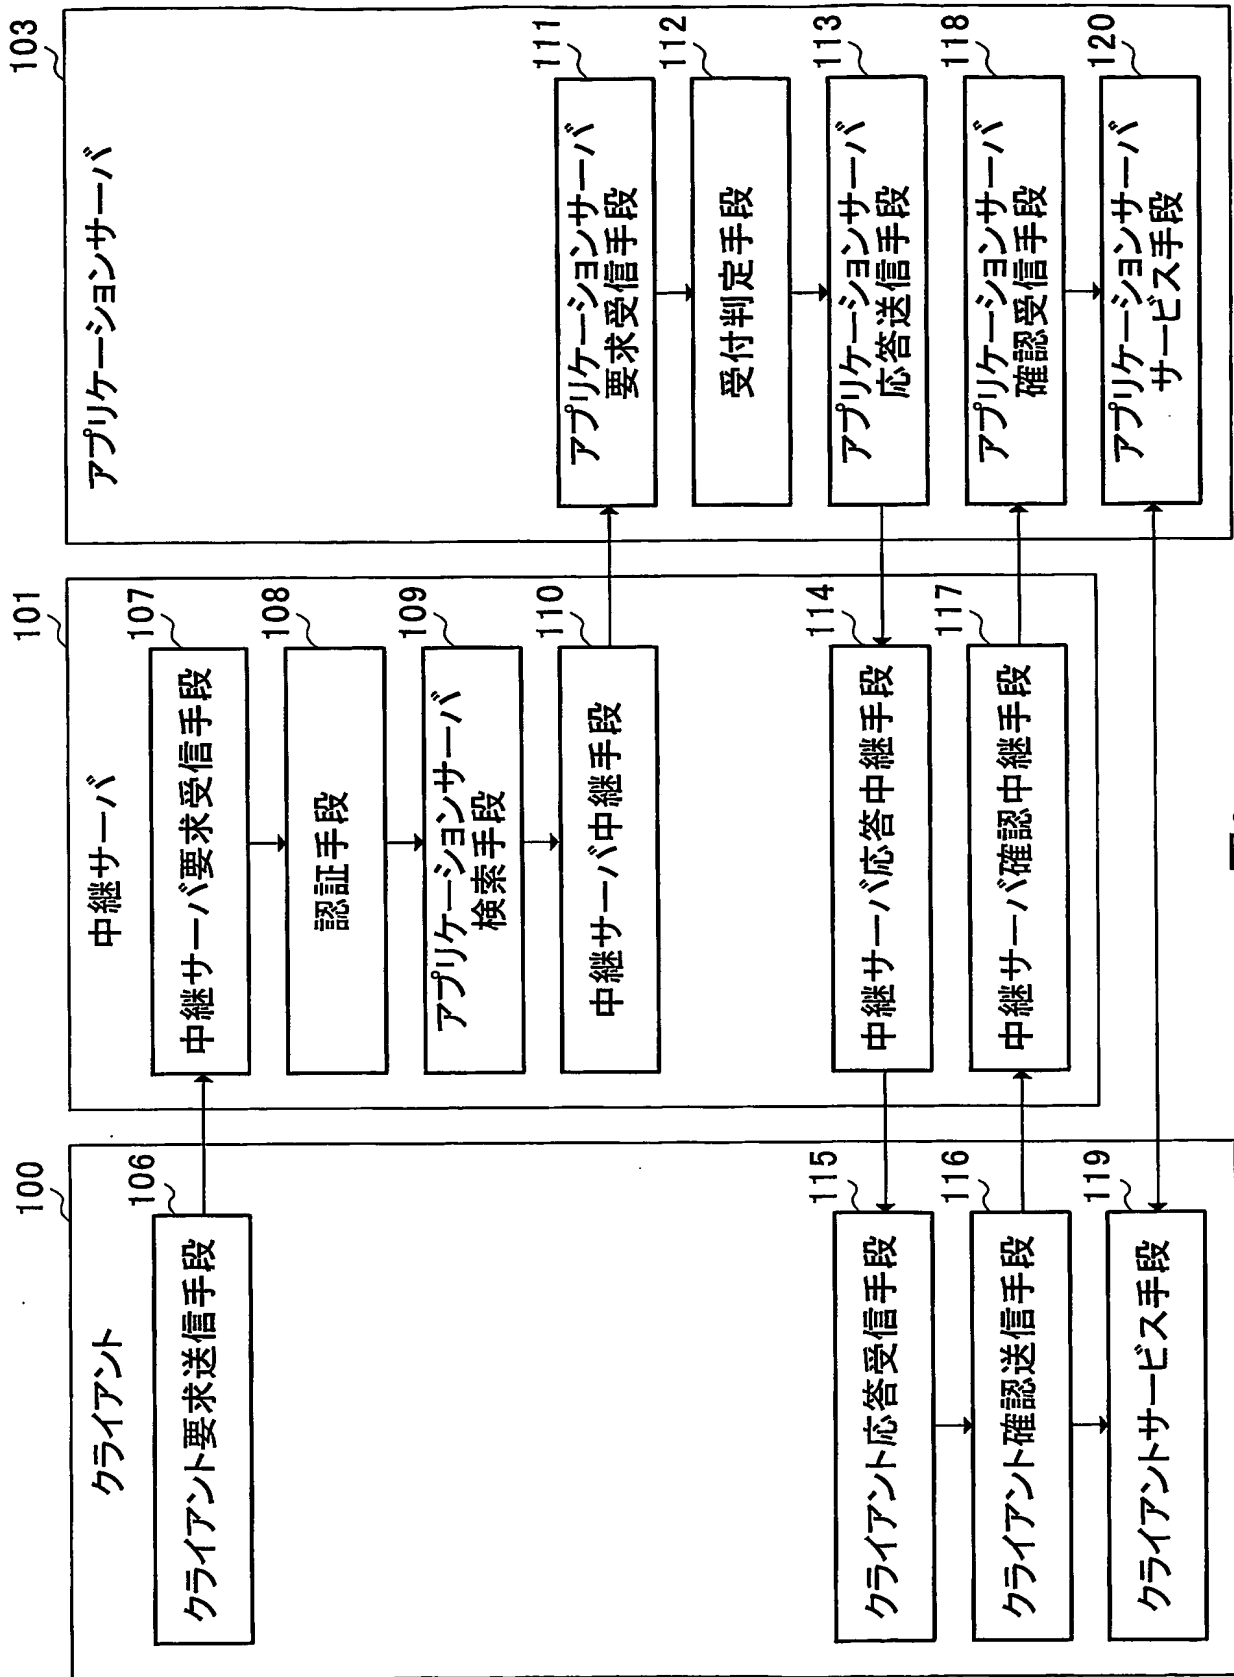 100
クライアント
106
クライアント要求送信手段
115
クライアント応答受信手段
116
クライアント確認送信手段
119
クライアントサービス手段
101
中継サーバ
107
中継サーバ要求受信手段
108
認証手段
109
アプリケーションサーバ
検索手段
110
中継サーバ中継手段
114
中継サーバ応答中継手段
117
中継サーバ確認中継手段
103
アプリケーションサーバ
111
アプリケーションサーバ
要求受信手段
112
受付判定手段
113
アプリケーションサーバ
応答送信手段
118
アプリケーションサーバ
確認受信手段
120
アプリケーションサーバ
サービス手段